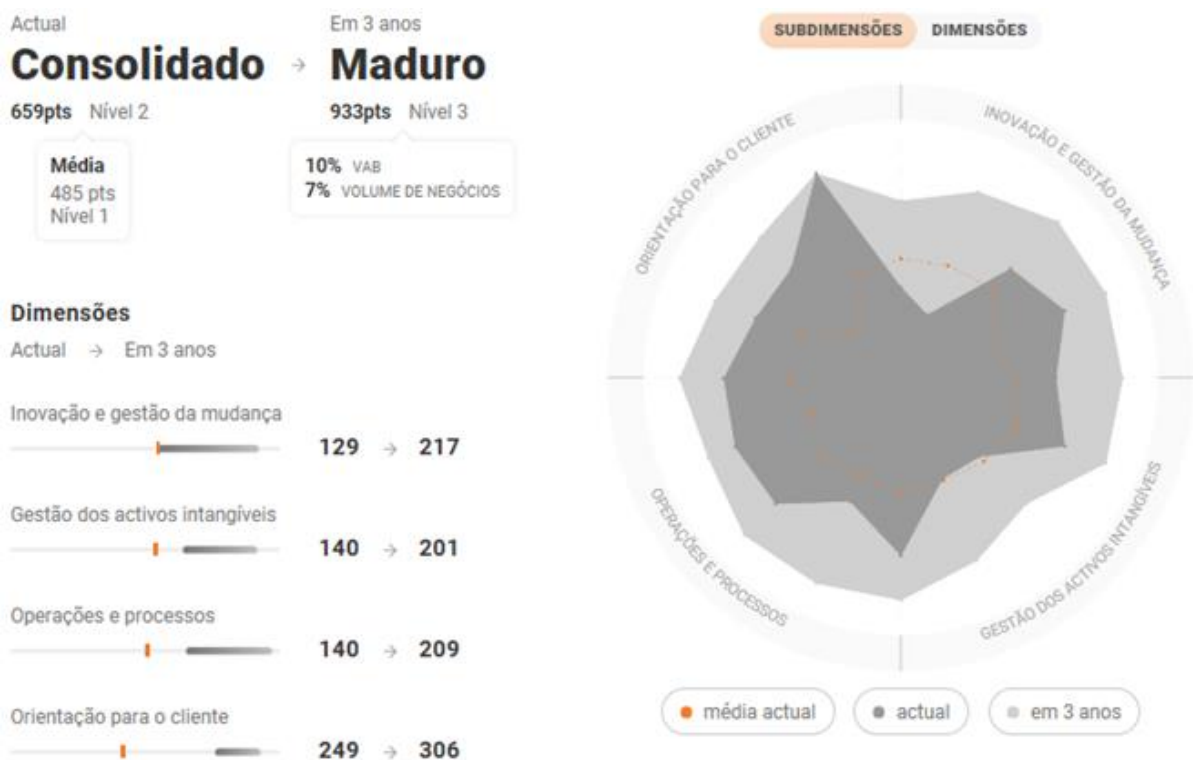 Actual
Consolidado
659pts Nível 2
Média
485 pts
Nível 1
→
Em 3 anos
Maduro
933pts Nível 3
10% VAB
7% VOLUME DE NEGÓCIOS
Dimensões
Actual → Em 3 anos
Inovação e gestão da mudança
129 → 217
Gestão dos activos intangíveis
140 → 201
Operações e processos
140 → 209
Orientação para o cliente
249 → 306
SUBDIMENSÕES DIMENSÕES
ORIENTAÇÃO PARA O CLIENTE
INOVAÇÃO E GESTÃO DA MUDANÇA
OPERAÇÕES E PROCESSOS
GESTÃO DOS ACTIVOS INTANGÍVEIS
média actual
actual
em 3 anos